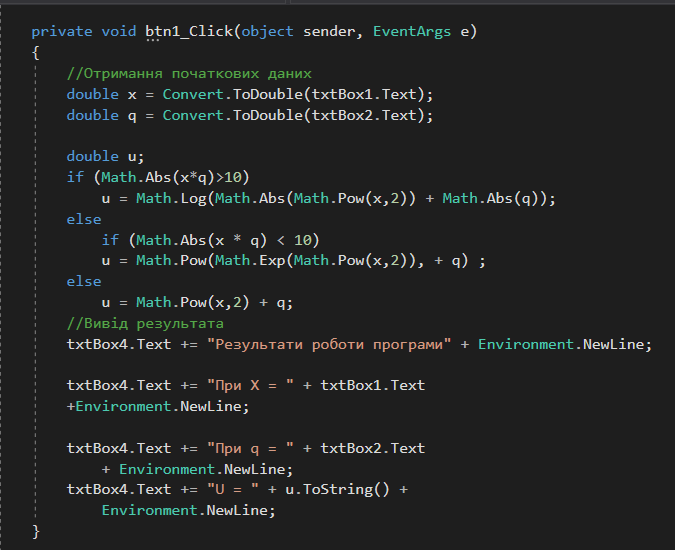 private void btn1_Click(object sender, EventArgs e)
{
//Отримання початкових даних
double x = Convert.ToDouble(txtBox1.Text);
double q = Convert.ToDouble(txtBox2.Text);
double u;
if (Math.Abs(x*q)>10)
u = Math.Log(Math.Abs(Math.Pow(x,2)) + Math.Abs(q));
else
if (Math.Abs(x * q) < 10)
u = Math.Pow(Math.Exp(Math.Pow(x,2)), + q) ;
else
u = Math.Pow(x,2) + q;
//Вивід результата
txtBox4.Text += "Результати роботи програми" + Environment.NewLine;
txtBox4.Text += "При X = " + txtBox1.Text
+Environment.NewLine;
txtBox4.Text += "При q = " + txtBox2.Text
+ Environment.NewLine;
txtBox4.Text += "U = " + u.ToString() +
Environment.NewLine;
}